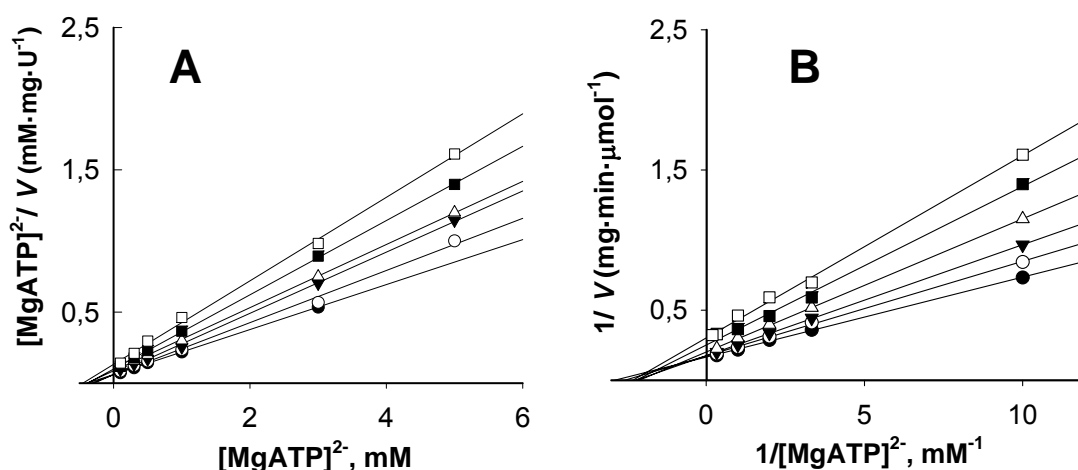 A
2,5
1,5
0,5
0 2 4 6
[MgATP]²⁻/ V (mM·mg·U⁻¹)
[MgATP]²⁻, mM
B
2,5
1,5
0,5
0 5 10
1/ V (mg·min·μmol⁻¹)
1/[MgATP]²⁻, mM⁻¹